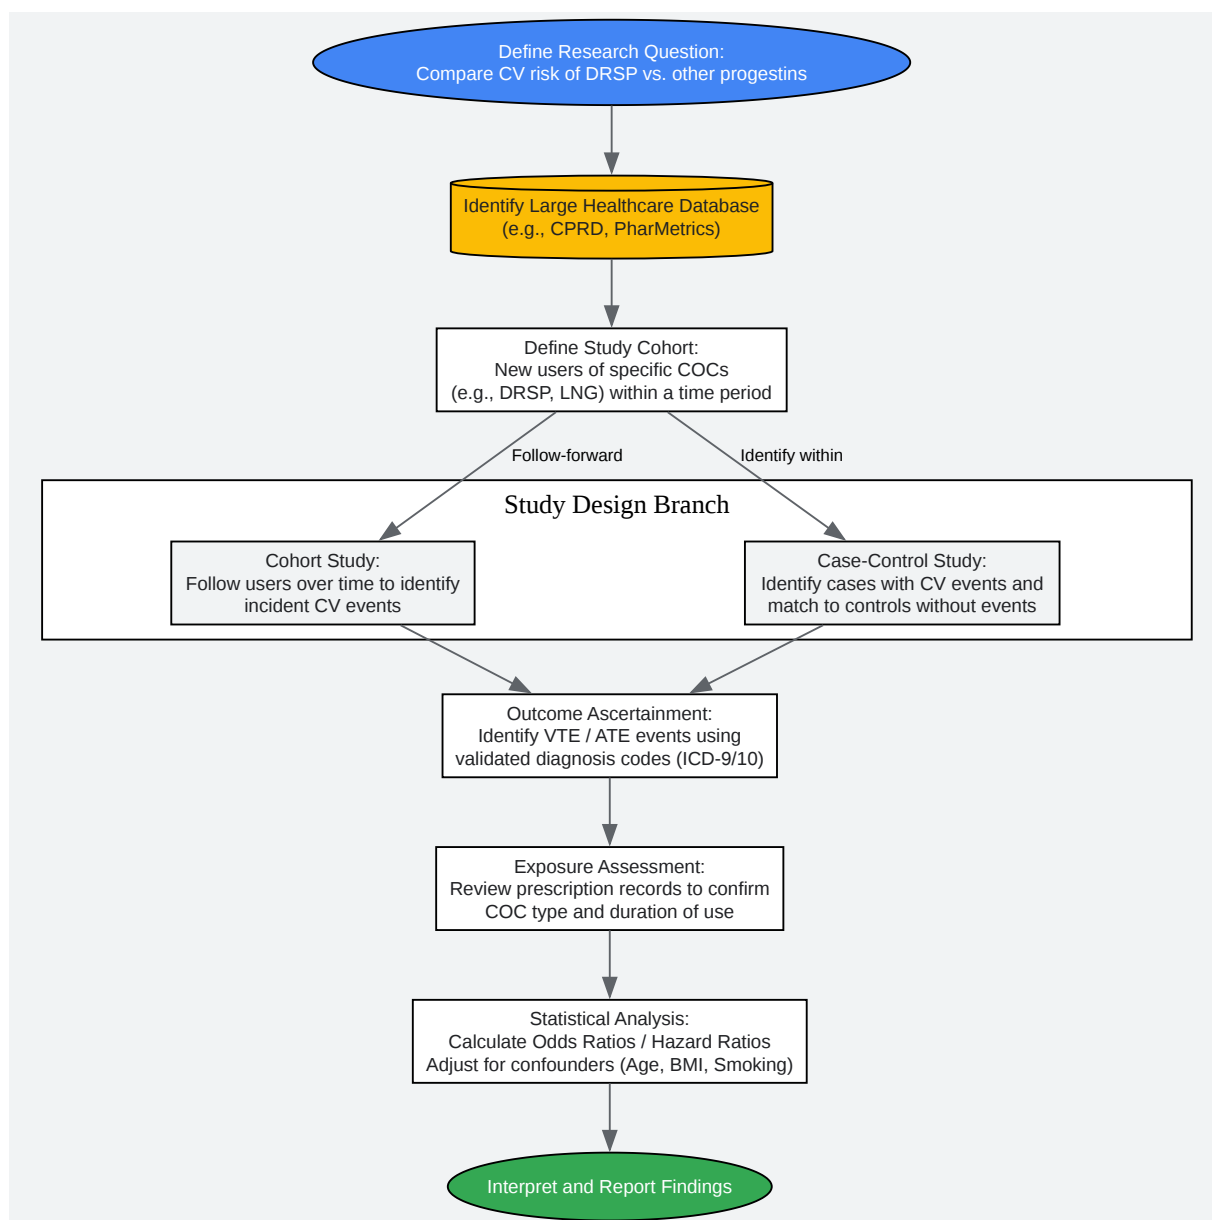 Define Research Question:
Compare CV risk of DRSP vs. other progestins
Identify Large Healthcare Database
(e.g., CPRD, PharMetrics)
Define Study Cohort:
New users of specific COCs
(e.g., DRSP, LNG) within a time period
Follow-forward
Identify within
Study Design Branch
Cohort Study:
Follow users over time to identify
incident CV events
Case-Control Study:
Identify cases with CV events and
match to controls without events
Outcome Ascertainment:
Identify VTE / ATE events using
validated diagnosis codes (ICD-9/10)
Exposure Assessment:
Review prescription records to confirm
COC type and duration of use
Statistical Analysis:
Calculate Odds Ratios / Hazard Ratios
Adjust for confounders (Age, BMI, Smoking)
Interpret and Report Findings